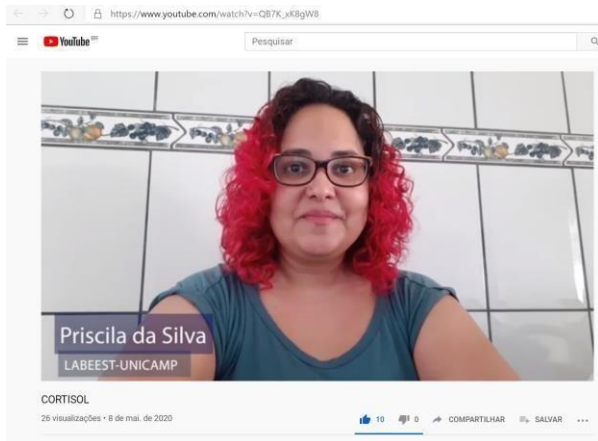 https://www.youtube.com/watch?v=QB7K_xK8gW8
YouTube BR
Pesquisar
Priscila da Silva
LABEEST-UNICAMP
CORTISOL
26 visualizações • 8 de mai. de 2020
10 0 COMPARTILHAR SALVAR ...